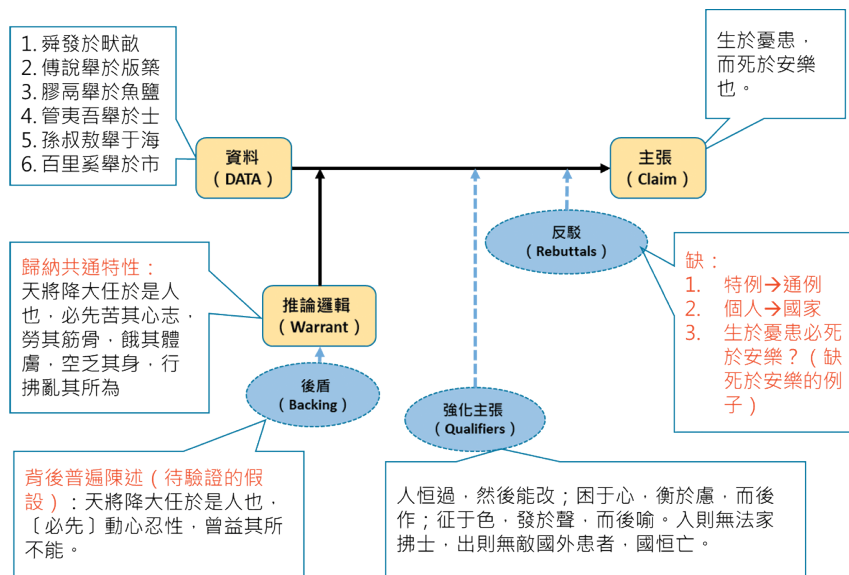 1. 舜發於畎畝
2. 傅說舉於版築
3. 膠鬲舉於魚鹽
4. 管夷吾舉於士
5. 孫叔敖舉于海
6. 百里奚舉於市
生於憂患，
而死於安樂
也。
資料
（DATA）
主張
（Claim）
反駁
（Rebuttals）
歸納共通特性：
天將降大任於是人
也，必先苦其心志，
勞其筋骨，餓其體
膚，空乏其身，行
拂亂其所為
推論邏輯
（Warrant）
缺：
1. 特例→通例
2. 個人→國家
3. 生於憂患必死
於安樂？（缺
死於安樂的例
子）
後盾
（Backing）
強化主張
（Qualifiers）
背後普遍陳述（待驗證的假
設）：天將降大任於是人也，
〔必先〕動心忍性，曾益其所
不能。
人恒過，然後能改；困于心，衡於慮，而後
作；征于色，發於聲，而後喻。入則無法家
拂士，出則無敵國外患者，國恒亡。